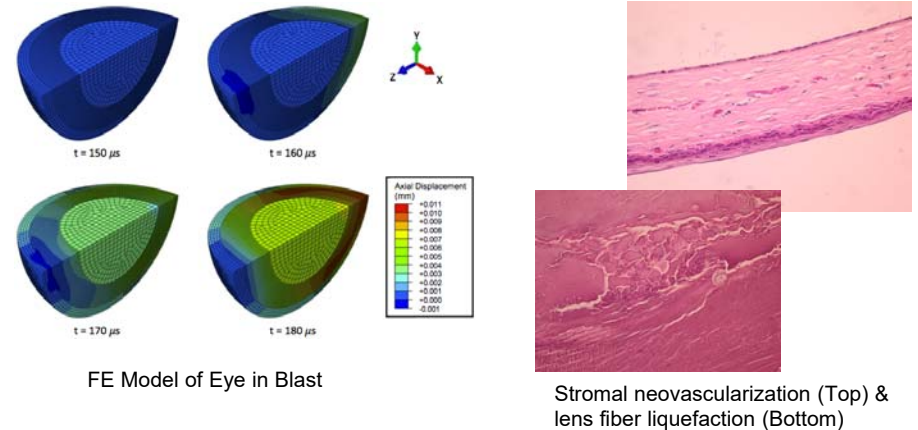 Y
Z
X
t = 150 μs
t = 160 μs
Axial Displacement
(mm)
+0.011
+0.010
+0.009
+0.008
+0.007
+0.006
+0.005
+0.004
+0.003
+0.002
+0.001
+0.000
-0.001
t = 170 μs
t = 180 μs
FE Model of Eye in Blast
Stromal neovascularization (Top) &
lens fiber liquefaction (Bottom)